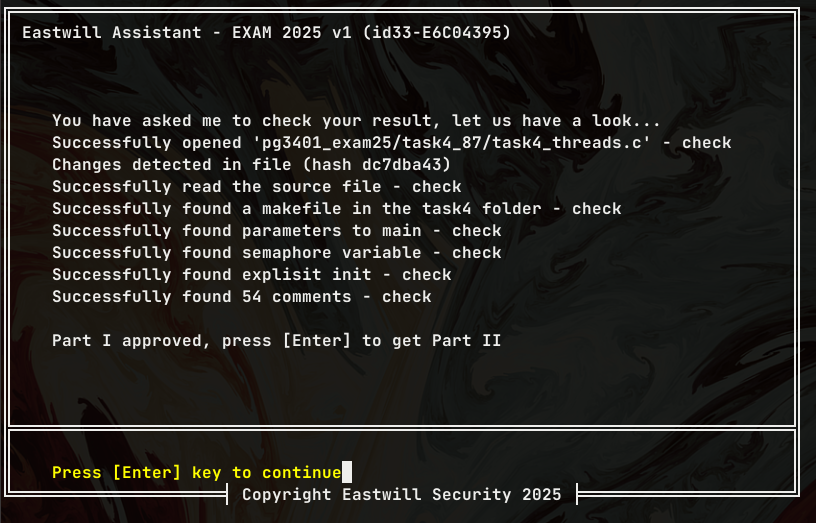 Eastwill Assistant - EXAM 2025 v1 (id33-E6C04395)
You have asked me to check your result, let us have a look...
Successfully opened 'pg3401_exam25/task4_87/task4_threads.c' - check
Changes detected in file (hash dc7dba43)
Successfully read the source file - check
Successfully found a makefile in the task4 folder - check
Successfully found parameters to main - check
Successfully found semaphore variable - check
Successfully found explisit init - check
Successfully found 54 comments - check
Part I approved, press [Enter] to get Part II
Press [Enter] key to continue
Copyright Eastwill Security 2025